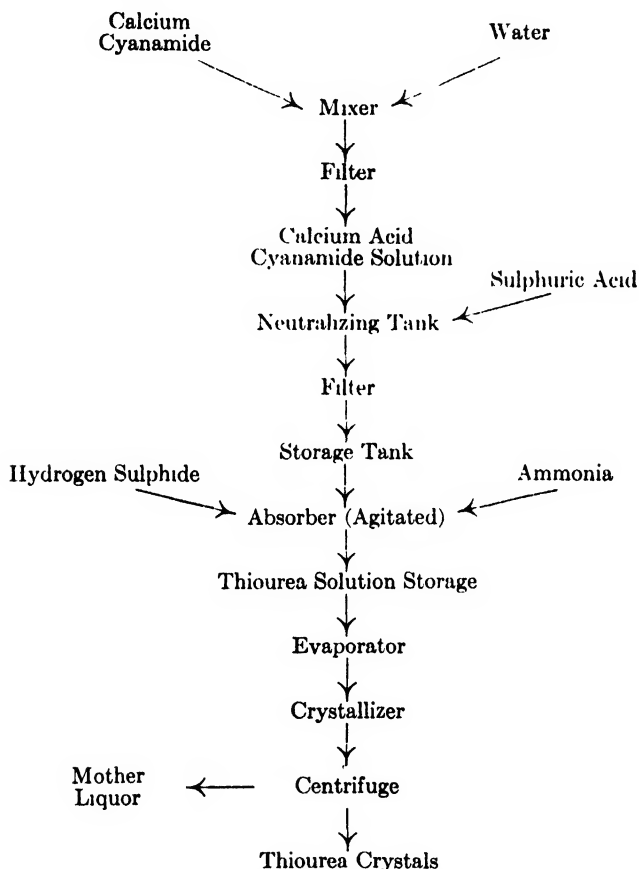 Calcium
Cyanamide
Water
Mixer
Filter
Calcium Acid
Cyanamide Solution
Sulphuric Acid
Neutralizing Tank
Filter
Storage Tank
Hydrogen Sulphide
Ammonia
Absorber (Agitated)
Thiourea Solution Storage
Evaporator
Crystallizer
Mother
Liquor
Centrifuge
Thiourea Crystals